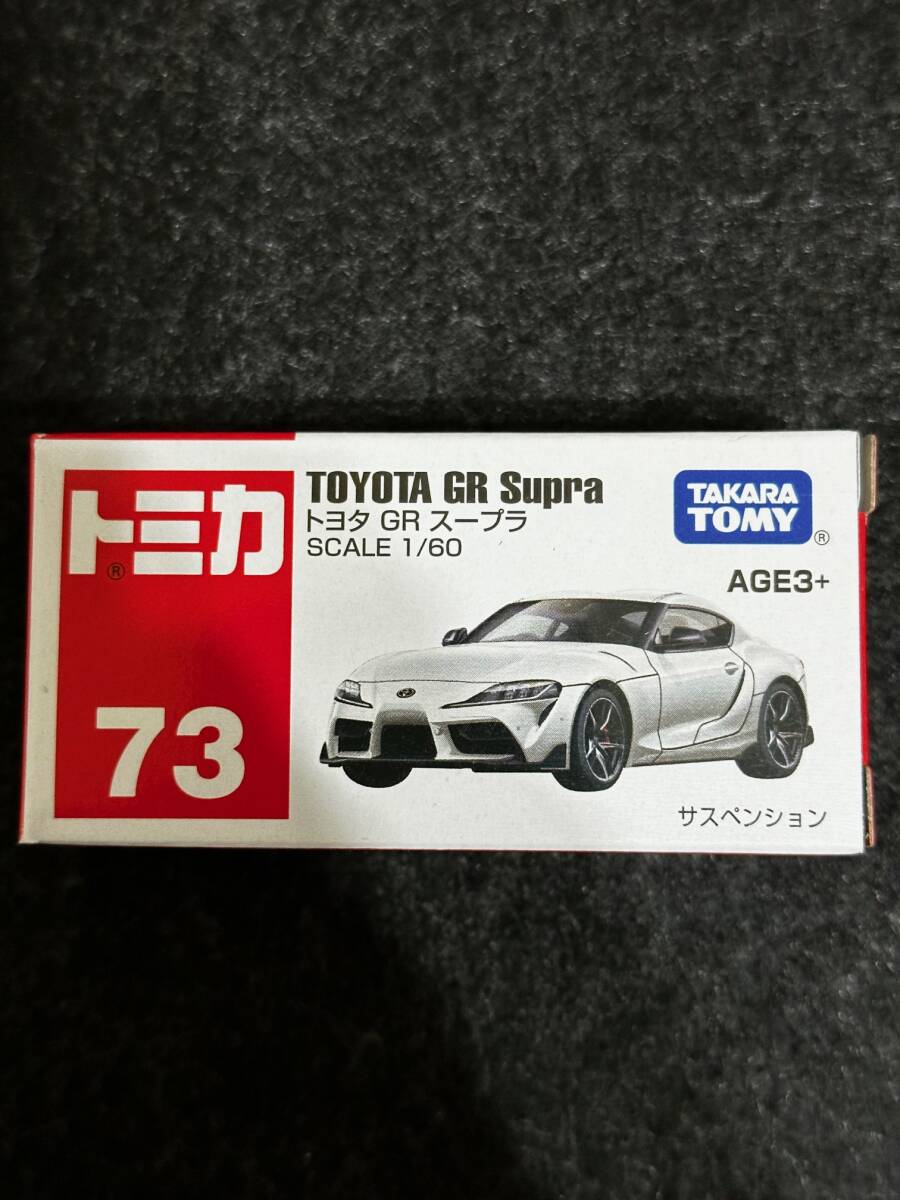 トミカ®
73
TOYOTA GR Supra
トヨタ GR スープラ
SCALE 1/60
TAKARA
TOMY®
AGE3+
サスペンション